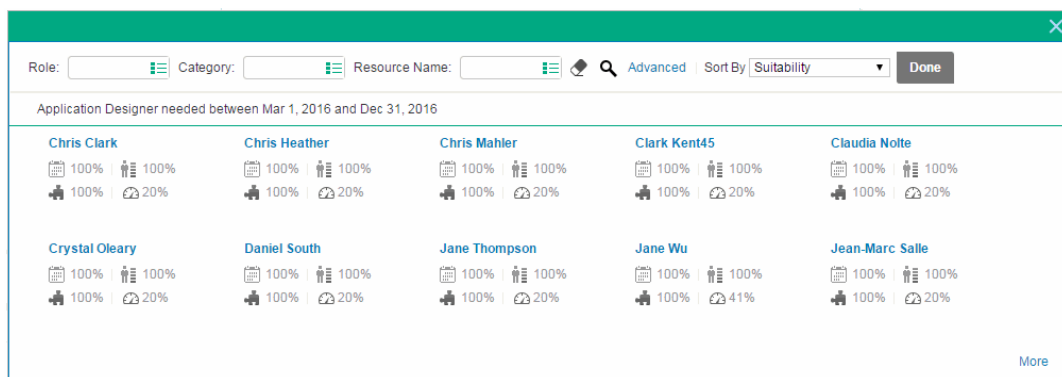 Role: Category: Resource Name: Advanced Sort By Suitability Done
Application Designer needed between Mar 1, 2016 and Dec 31, 2016
Chris Clark Chris Heather Chris Mahler Clark Kent45 Claudia Nolte
100% 100% 100% 100% 100% 100% 100% 100% 100% 100%
100% 20% 100% 20% 100% 20% 100% 20% 100% 20%
Crystal Oleary Daniel South Jane Thompson Jane Wu Jean-Marc Salle
100% 100% 100% 100% 100% 100% 100% 100% 100% 100%
100% 20% 100% 20% 100% 20% 100% 41% 100% 20%
More